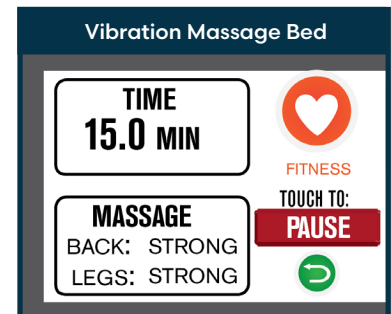 Vibration Massage Bed
TIME
15.0 MIN
FITNESS
MASSAGE
BACK: STRONG
LEGS: STRONG
TOUCH TO:
PAUSE